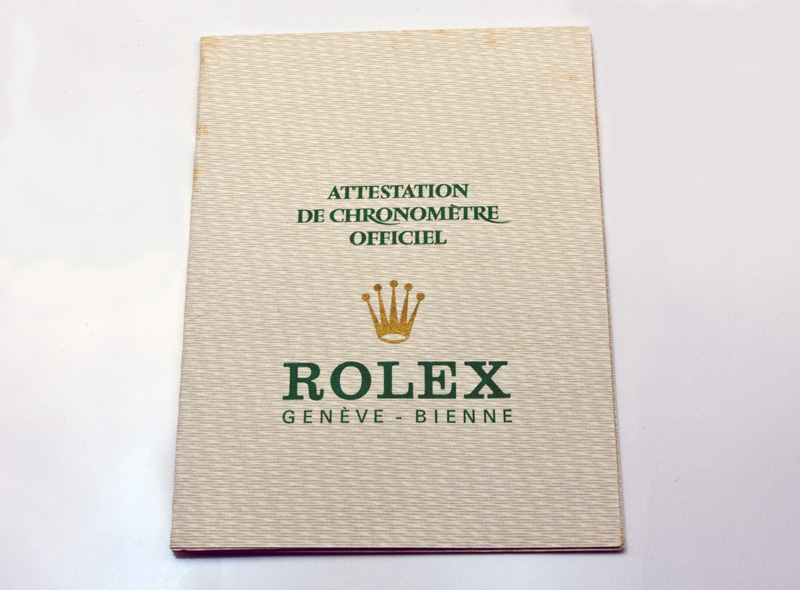 ATTESTATION
DE CHRONOMÈTRE
OFFICIEL
ROLEX
GENÈVE - BIENNE